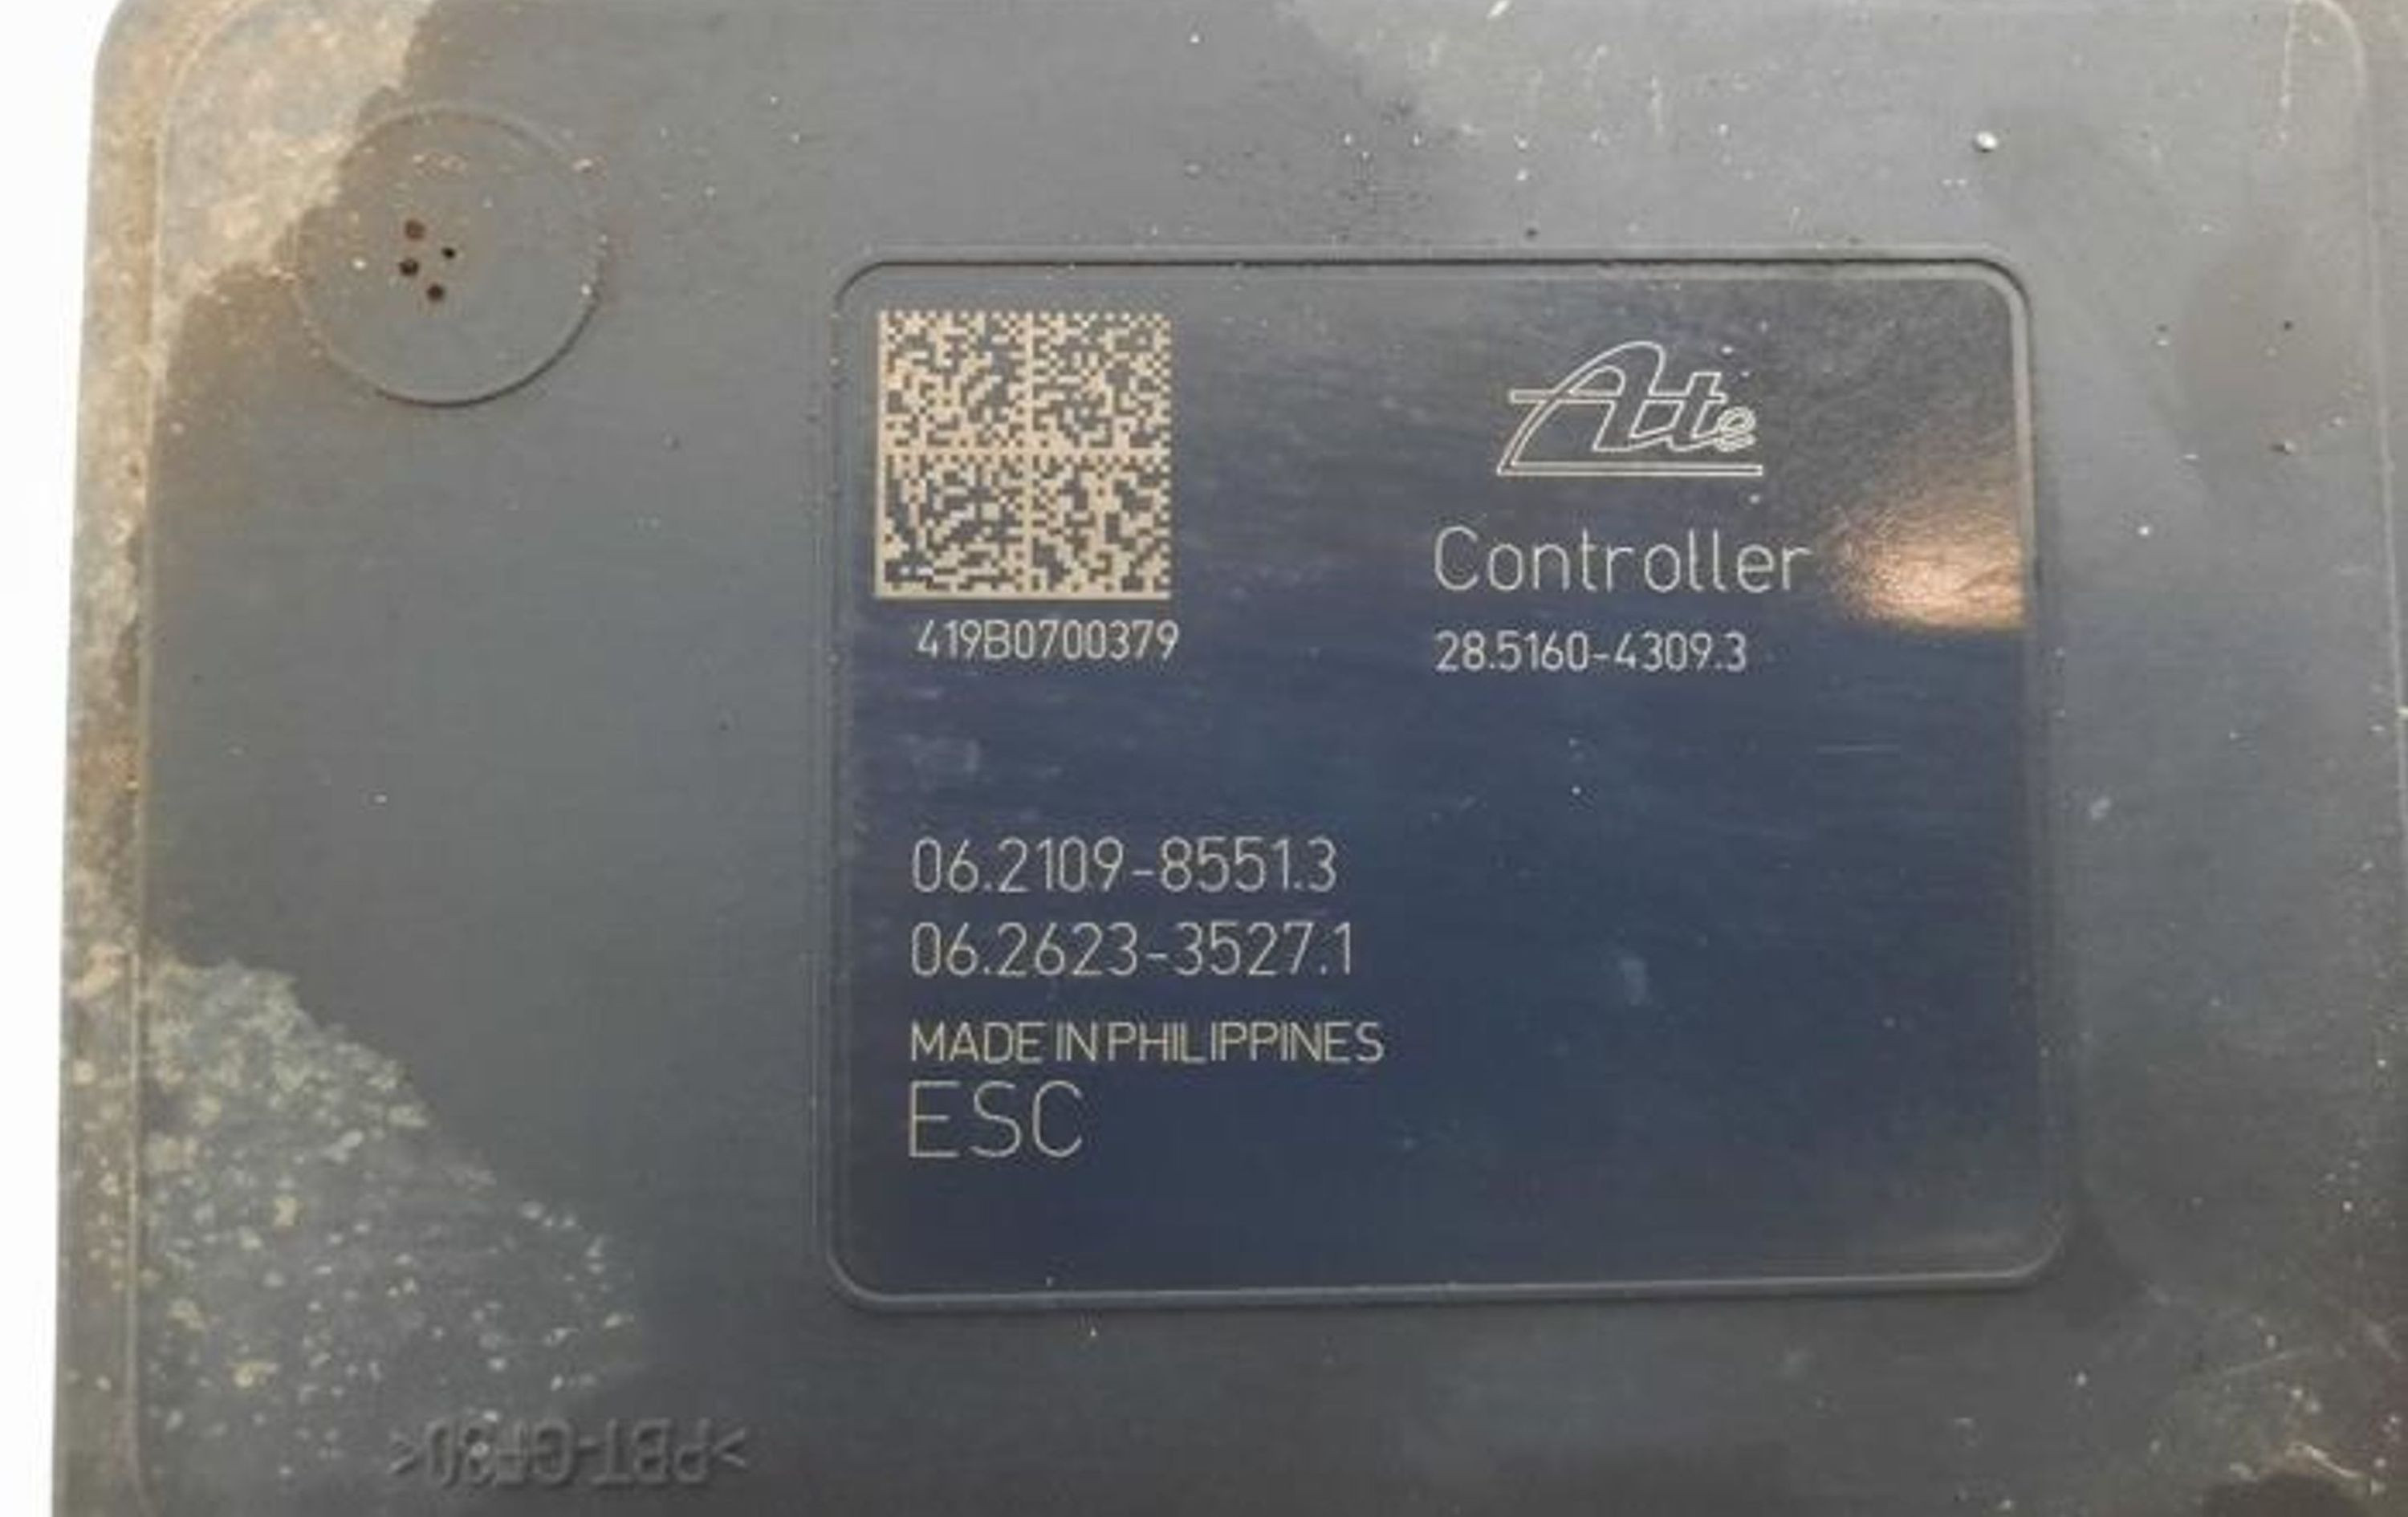 Ate
Controller
419B0700379
28.5160-4309.3
06.2109-8551.3
06.2623-3527.1
MADE IN PHILIPPINES
ESC
>PBT-GF30<